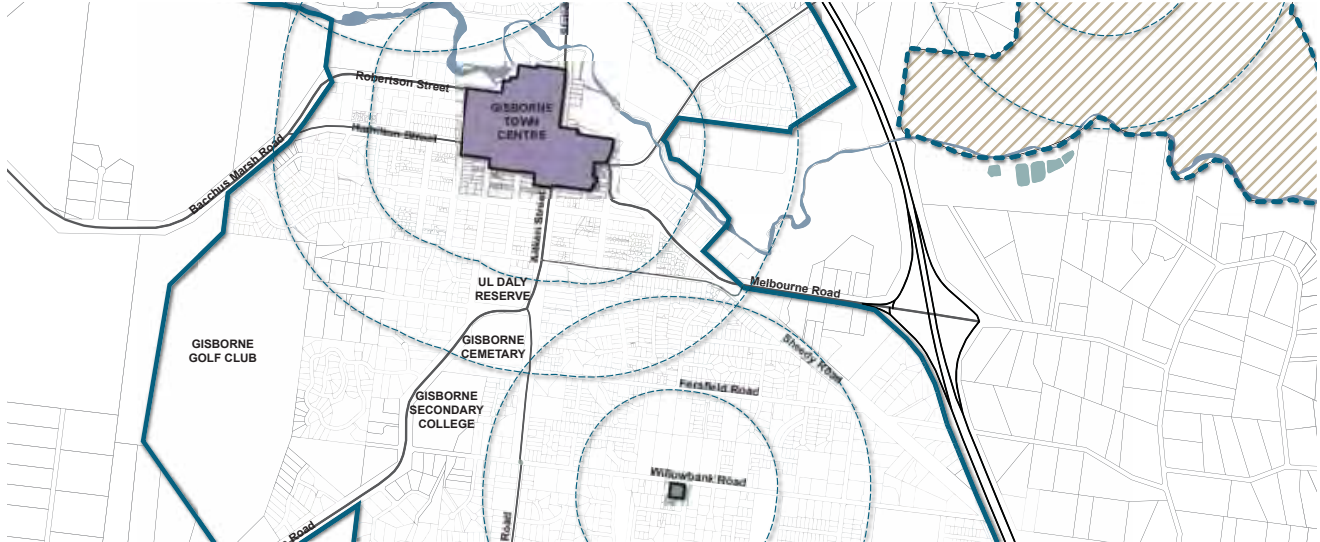 Robertson Street
GISBORNE
TOWN
CENTRE
Hamilton Street
Bacchus Marsh Road
Aitken Street
UL DALY
RESERVE
Melbourne Road
GISBORNE
GOLF CLUB
GISBORNE
CEMETARY
Sheedy Road
Fersfield Road
GISBORNE
SECONDARY
COLLEGE
Willowbank Road
Road
Road